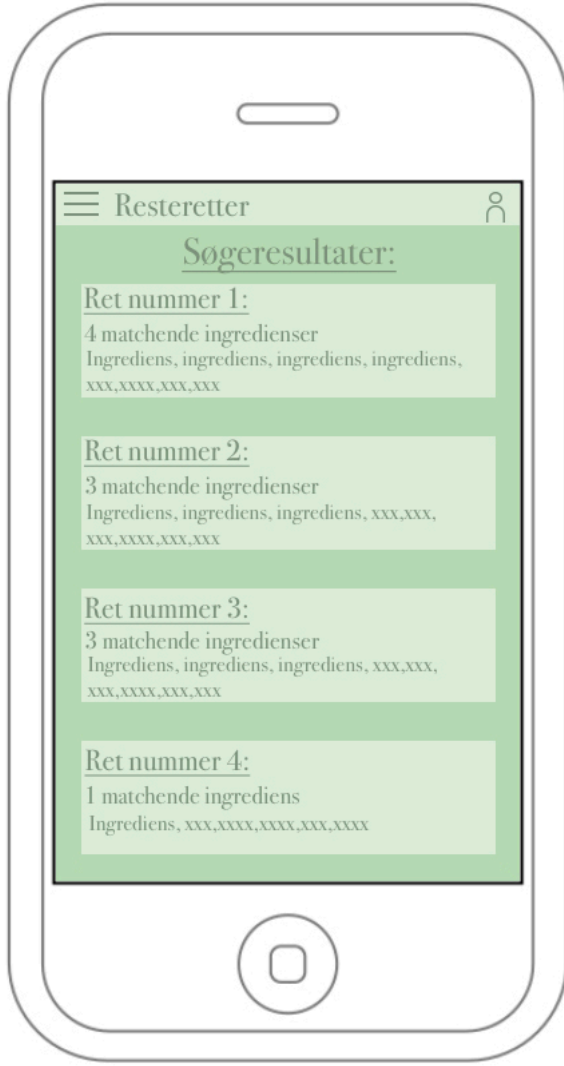 Resteretter
Søgeresultater:
Ret nummer 1:
4 matchende ingredienser
Ingrediens, ingrediens, ingrediens, ingrediens,
xxx,xxxx,xxx,xxx
Ret nummer 2:
3 matchende ingredienser
Ingrediens, ingrediens, ingrediens, xxx,xxx,
xxx,xxxx,xxx,xxx
Ret nummer 3:
3 matchende ingredienser
Ingrediens, ingrediens, ingrediens, xxx,xxx,
xxx,xxxx,xxx,xxx
Ret nummer 4:
1 matchende ingrediens
Ingrediens, xxx,xxxx,xxxx,xxx,xxxx